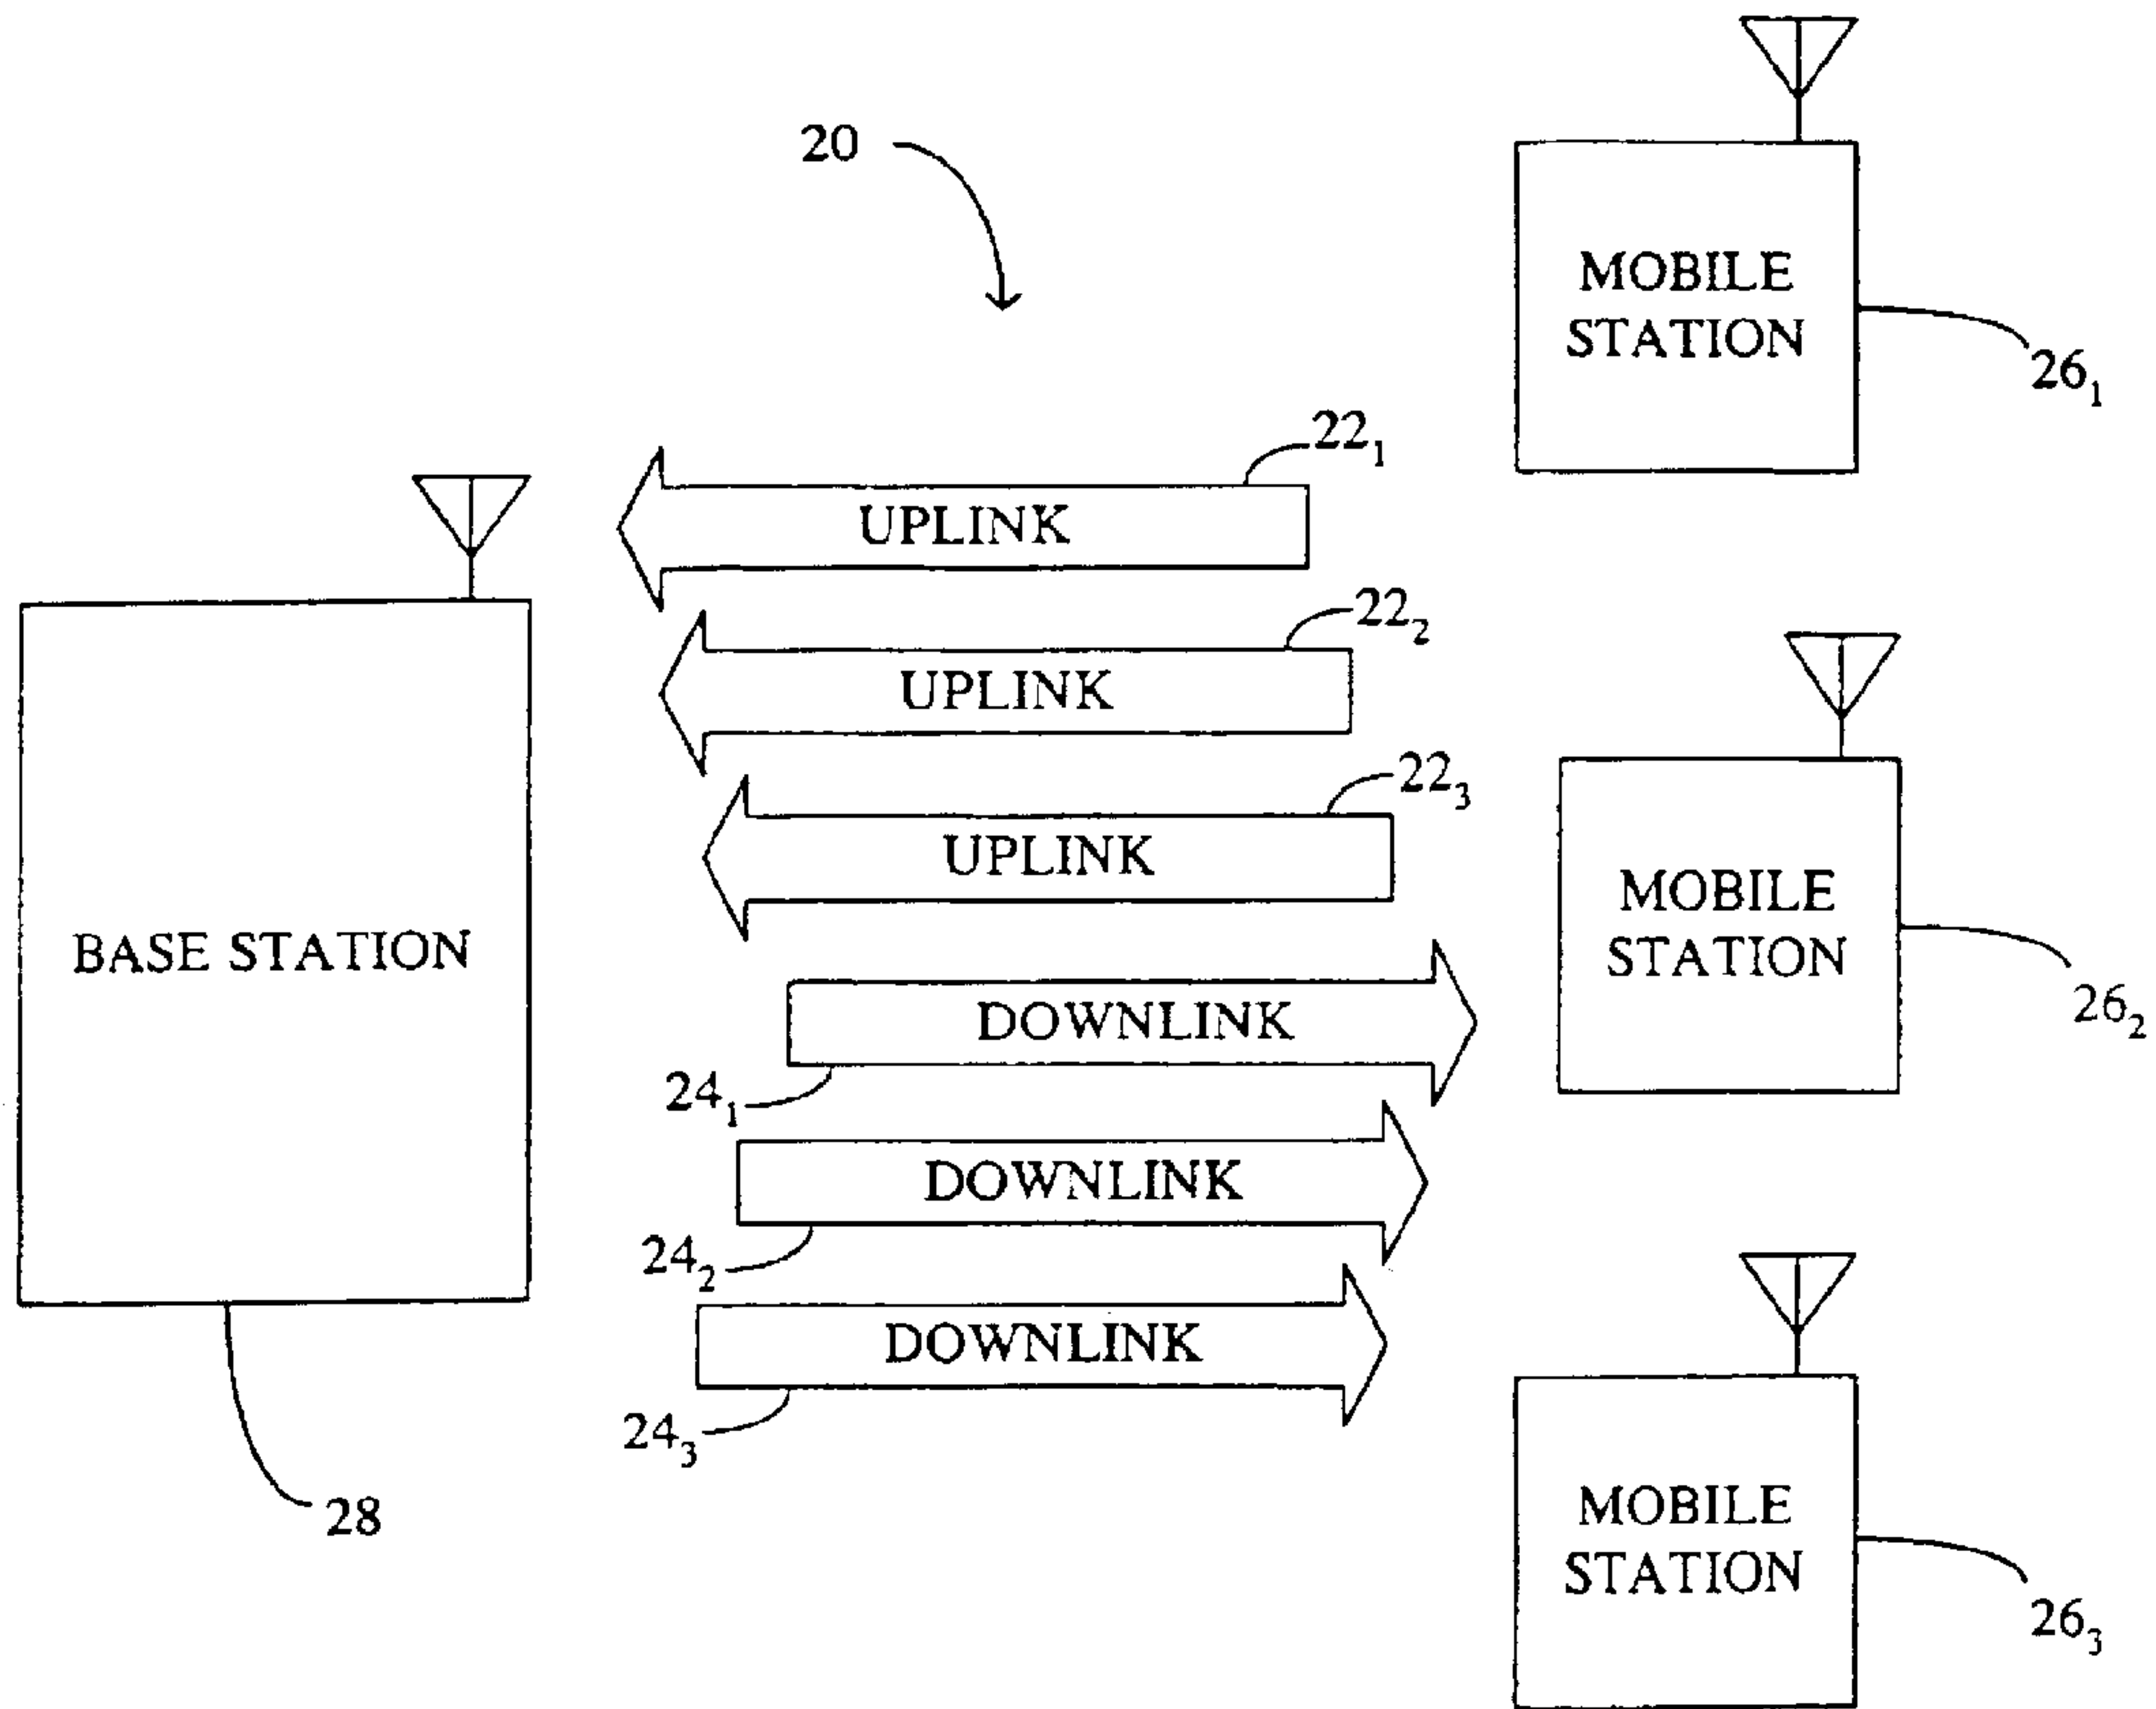 20
MOBILE
STATION
26₁
22₁
UPLINK
22₂
UPLINK
22₃
UPLINK
BASE STATION
MOBILE
STATION
26₂
DOWNLINK
24₁
DOWNLINK
24₂
DOWNLINK
24₃
28
MOBILE
STATION
26₃